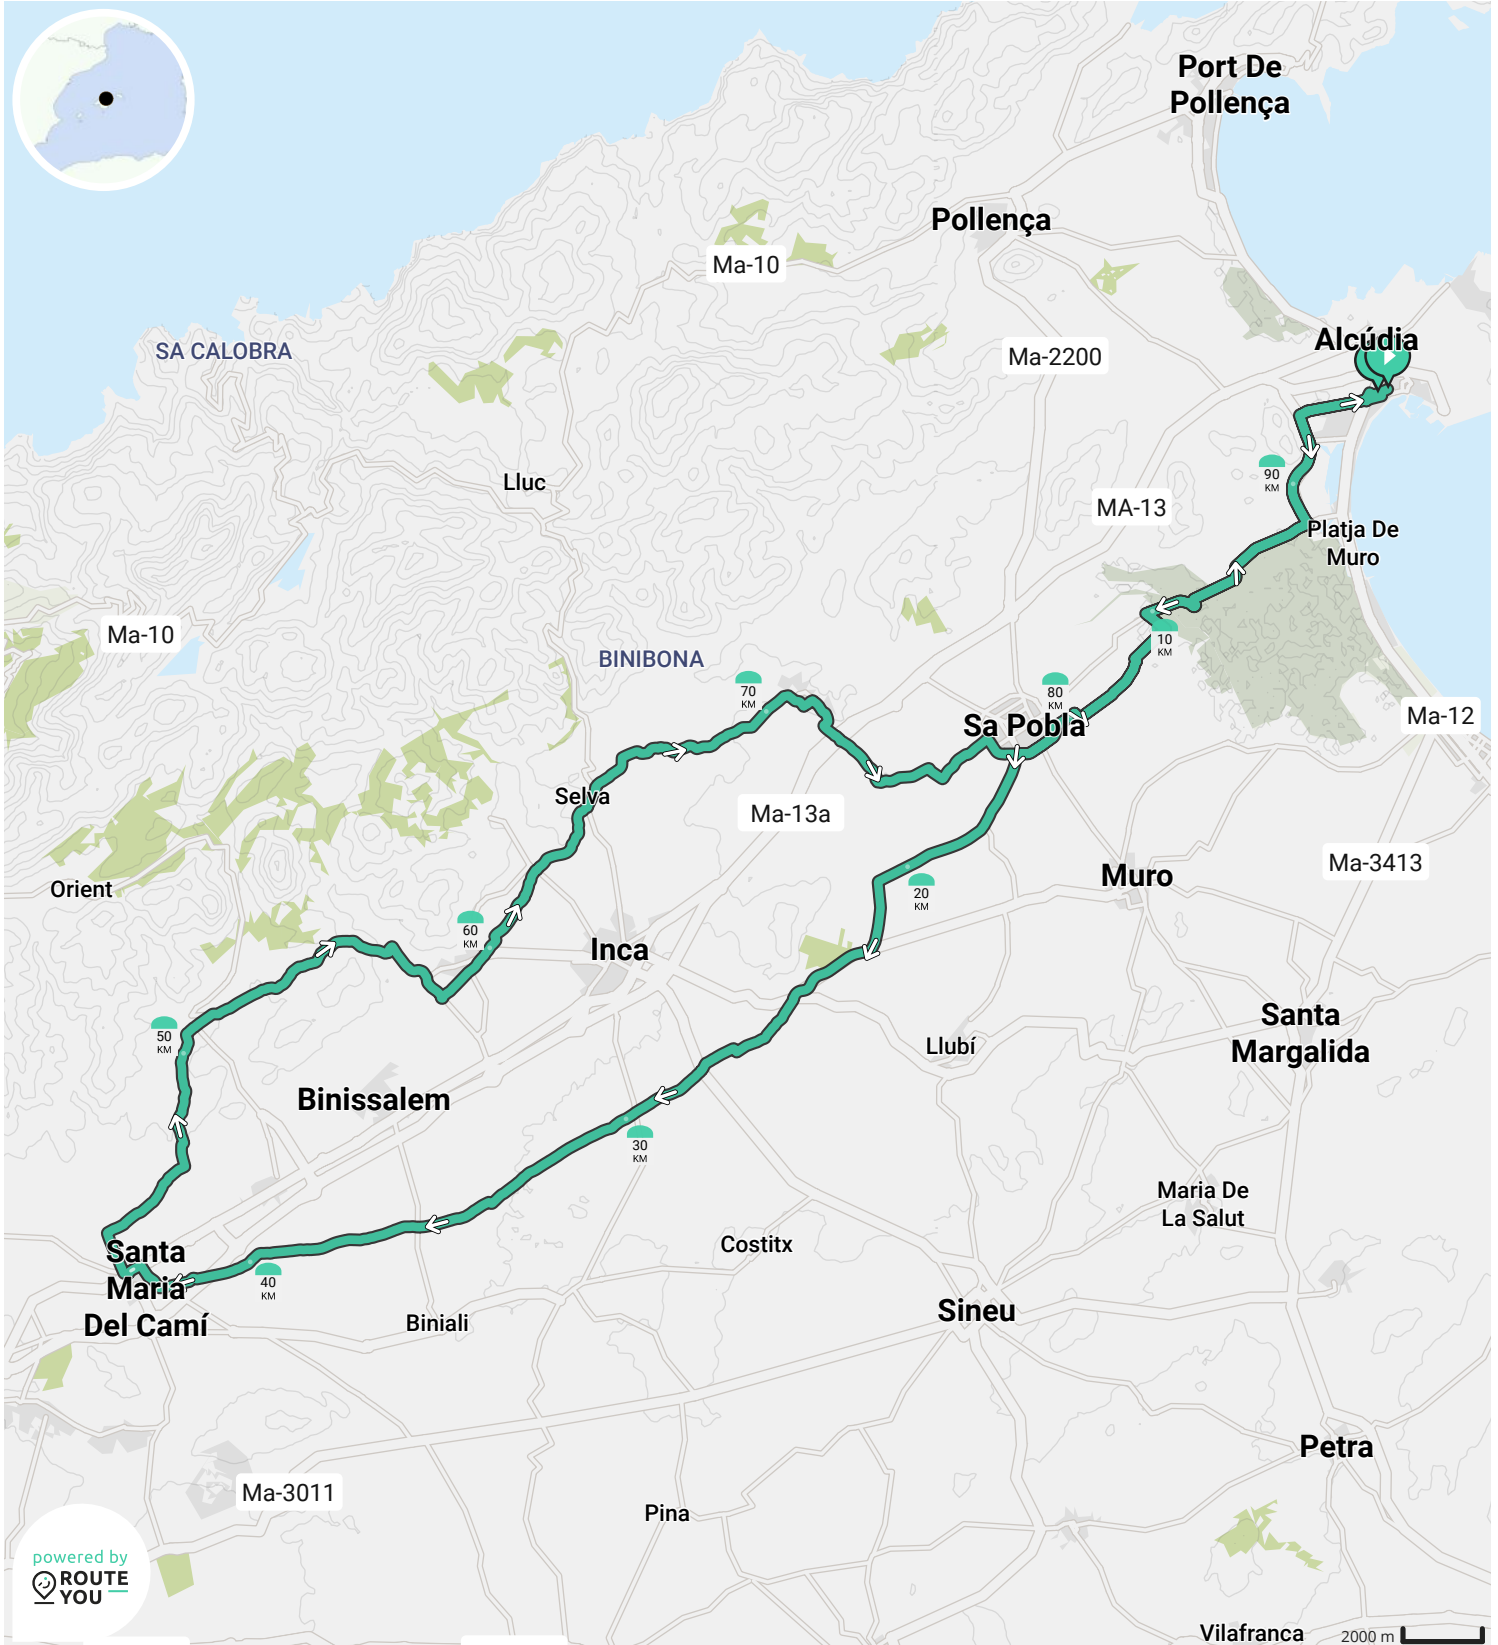 Port De
Pollença
Pollença
Ma-10
SA CALOBRA
Alcúdia
Ma-2200
90
KM
Lluc
MA-13
Platja De
Muro
Ma-10
BINIBONA
10
KM
70
KM
80
KM
Sa Pobla
Ma-12
Selva
Ma-13a
Ma-3413
Orient
Muro
20
KM
60
KM
Inca
50
KM
Santa
Margalida
Llubí
Binissalem
30
KM
Maria De
La Salut
Costitx
Santa
Maria
Del Camí
40
KM
Biniali
Sineu
Petra
Ma-3011
Pina
powered by
ROUTE
YOU
Vilafranca
2000 m